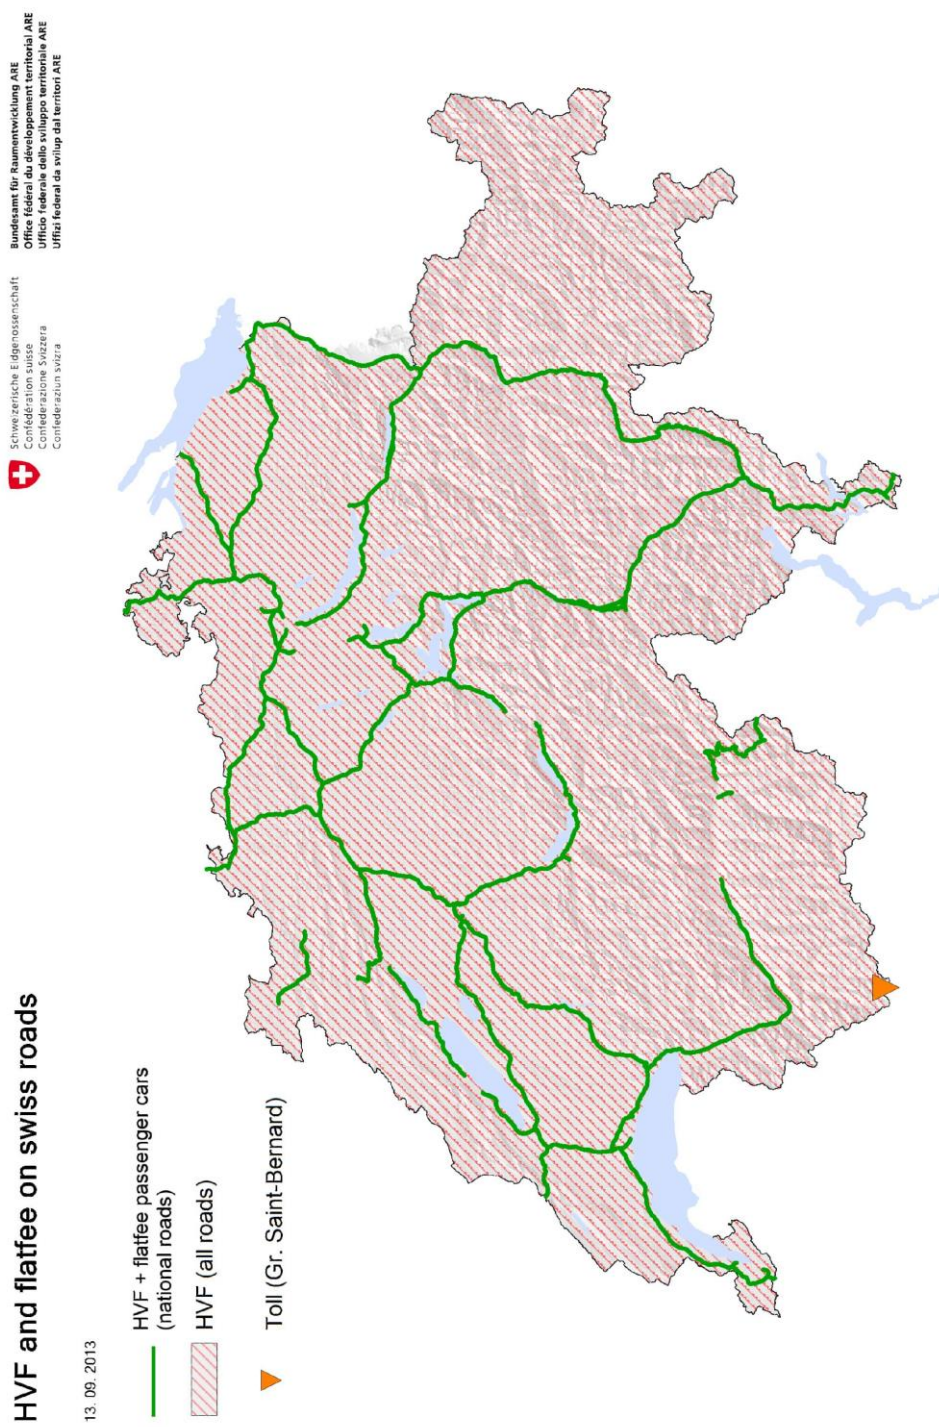 HVF and flatfee on swiss roads
Schweizerische Eidgenossenschaft
Confédération suisse
Confederazione Svizzera
Confederaziun svizra
Bundesamt für Raumentwicklung ARE
Office fédéral du développement territorial ARE
Ufficio federale dello sviluppo territoriale ARE
Uffizi federal da svilup dal territori ARE
13. 09. 2013
HVF + flatfee passenger cars
(national roads)
HVF (all roads)
Toll (Gr. Saint-Bernard)